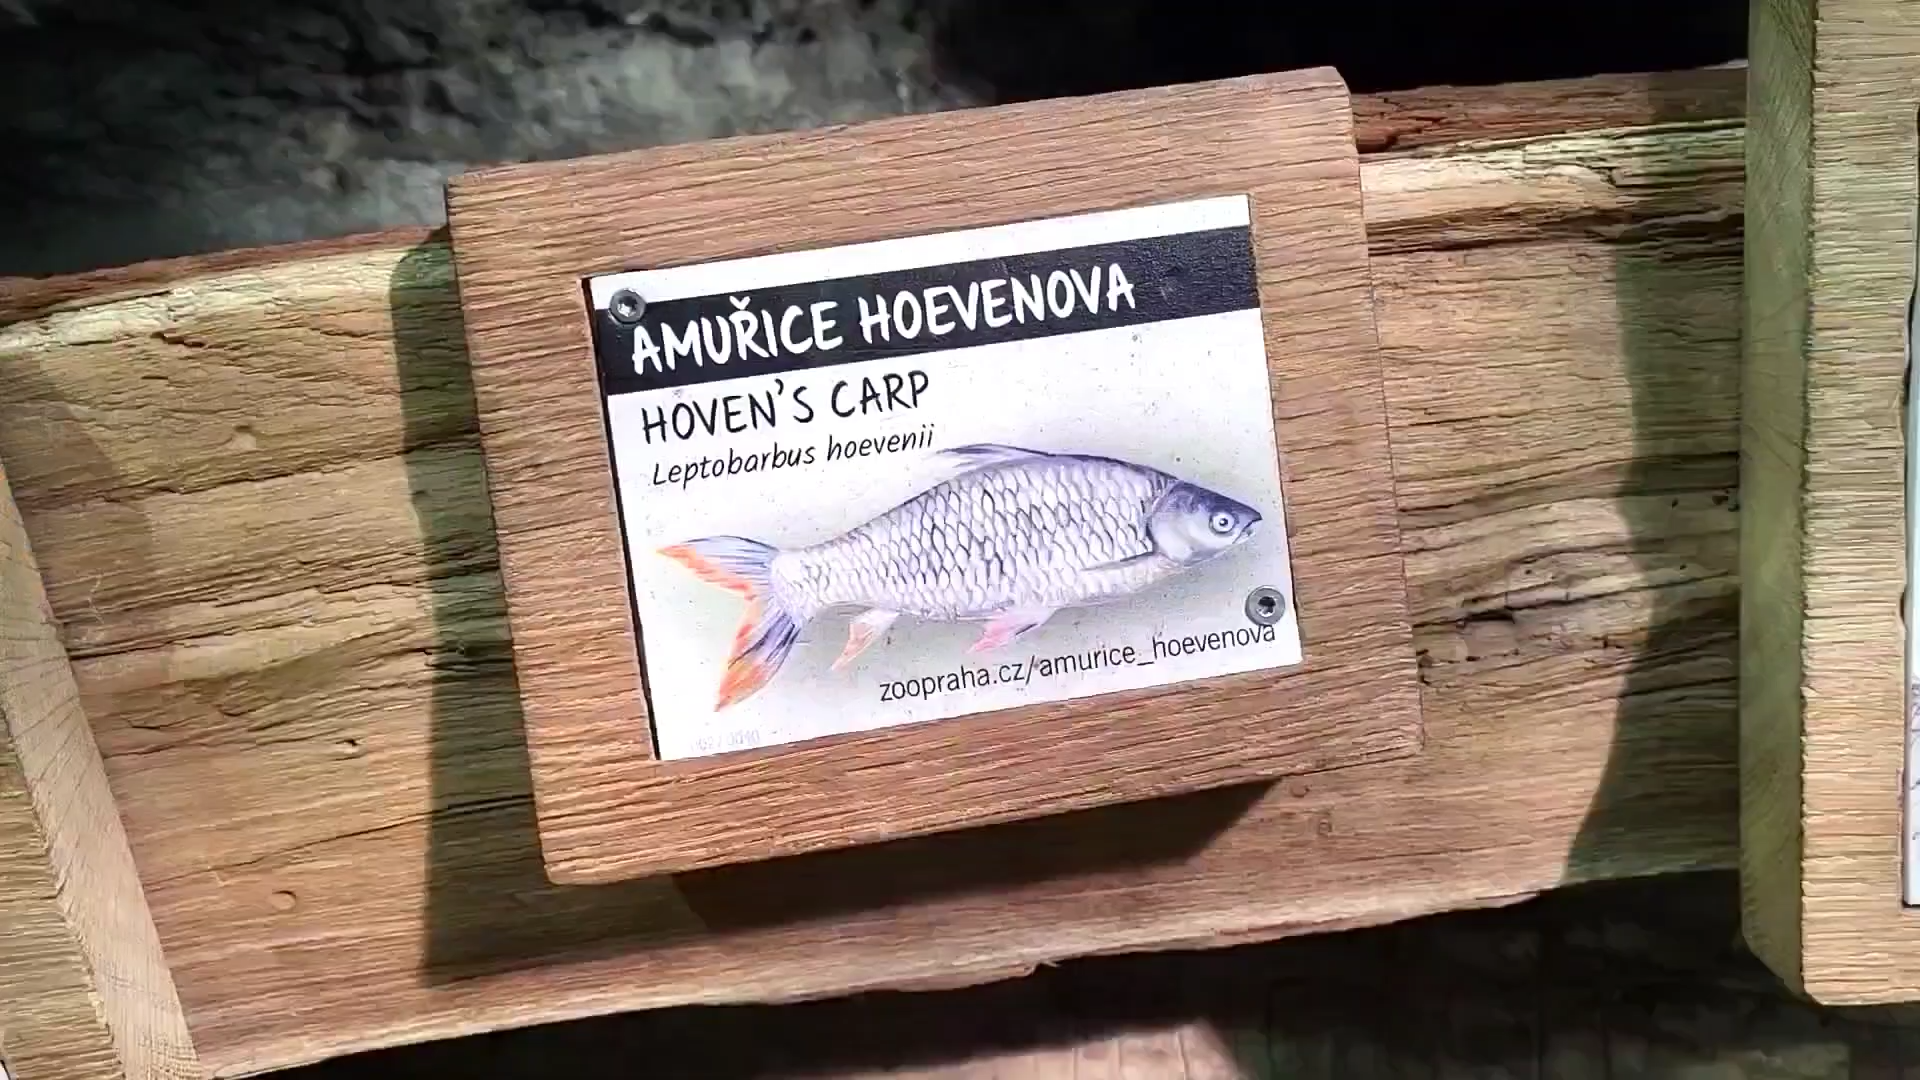 AMUŘICE HOEVENOVA
HOVEN'S CARP
Leptobarbus hoevenii
zoopraha.cz/amurice_hoevenova